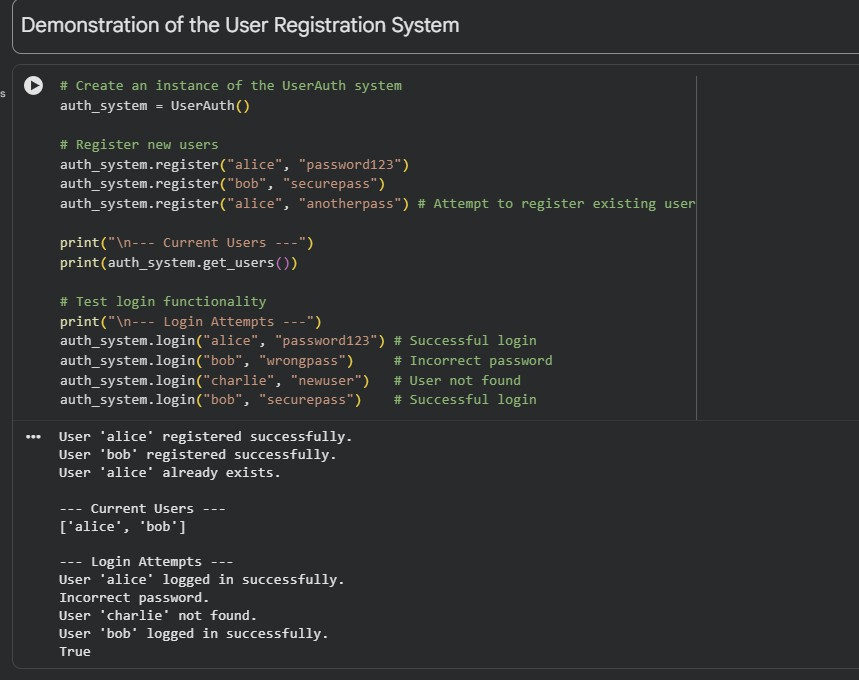 Demonstration of the User Registration System
s
# Create an instance of the UserAuth system
auth_system = UserAuth()
# Register new users
auth_system.register("alice", "password123")
auth_system.register("bob", "securepass")
auth_system.register("alice", "anotherpass") # Attempt to register existing user
print("\n--- Current Users ---")
print(auth_system.get_users())
# Test login functionality
print("\n--- Login Attempts ---")
auth_system.login("alice", "password123") # Successful login
auth_system.login("bob", "wrongpass")     # Incorrect password
auth_system.login("charlie", "newuser")   # User not found
auth_system.login("bob", "securepass")    # Successful login
User 'alice' registered successfully.
User 'bob' registered successfully.
User 'alice' already exists.
--- Current Users ---
['alice', 'bob']
--- Login Attempts ---
User 'alice' logged in successfully.
Incorrect password.
User 'charlie' not found.
User 'bob' logged in successfully.
True